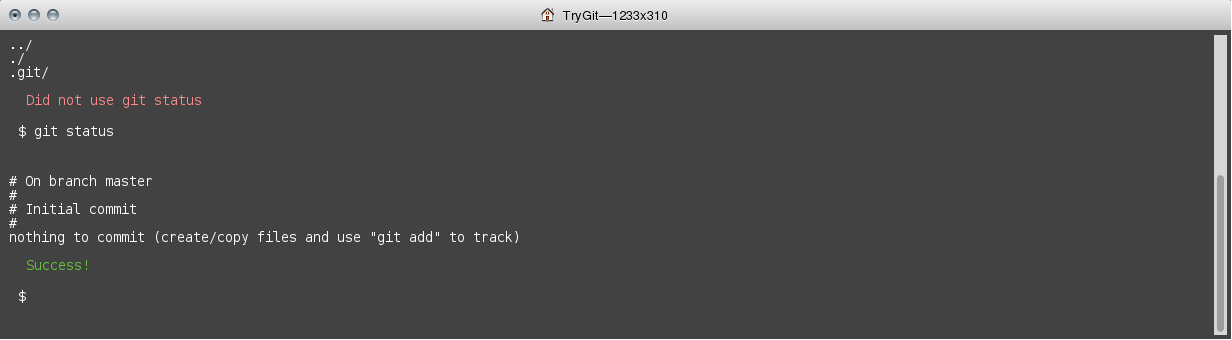 TryGit—1233x310
../
./
.git/
Did not use git status
$ git status
# On branch master
#
# Initial commit
#
nothing to commit (create/copy files and use "git add" to track)
Success!
$